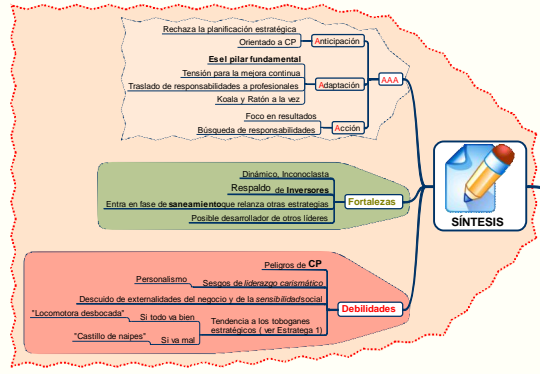 Rechaza la planificación estratégica
Orientado a CP
Anticipación
Es el pilar fundamental
Tensión para la mejora continua
Traslado de responsabilidades a profesionales
Koala y Ratón a la vez
Adaptación
AAA
Foco en resultados
Búsqueda de responsabilidades
Acción
SÍNTESIS
Dinámico, Inconoclasta
Respaldo de Inversores
Entra en fase de saneamiento que relanza otras estrategias
Posible desarrollador de otros líderes
Fortalezas
Peligros de CP
Personalismo
Sesgos de liderazgo carismático
Descuido de externalidades del negocio y de la sensibilidad social
Debilidades
"Locomotora desbocada"
Si todo va bien
Tendencia a los toboganes
estratégicos ( ver Estratega 1)
"Castillo de naipes"
Si va mal